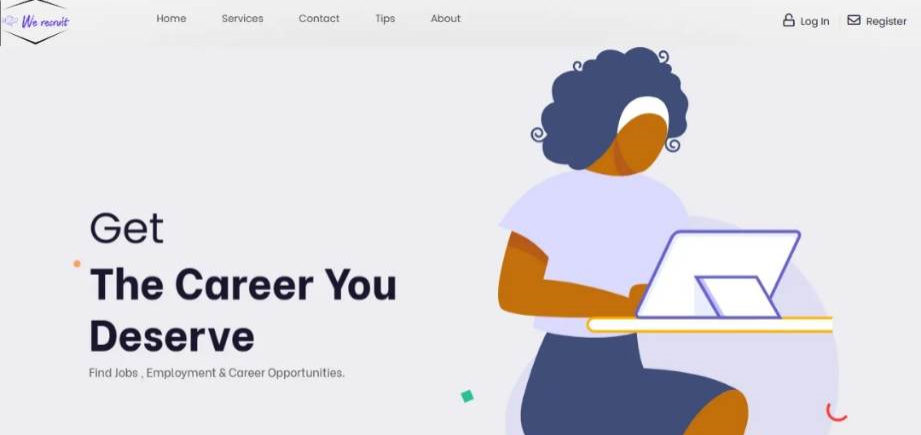 We recruit
Home Services Contact Tips About
Log In Register
Get
The Career You
Deserve
Find Jobs , Employment & Career Opportunities.